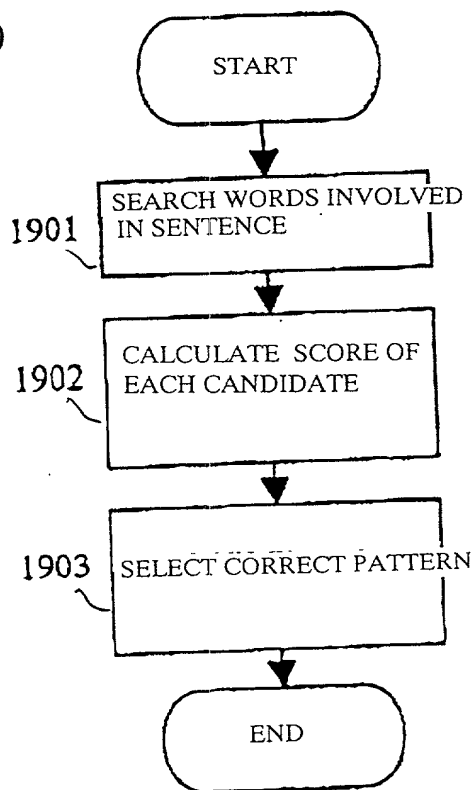 START
SEARCH WORDS INVOLVED
IN SENTENCE
1901
CALCULATE SCORE OF
EACH CANDIDATE
1902
SELECT CORRECT PATTERN
1903
END